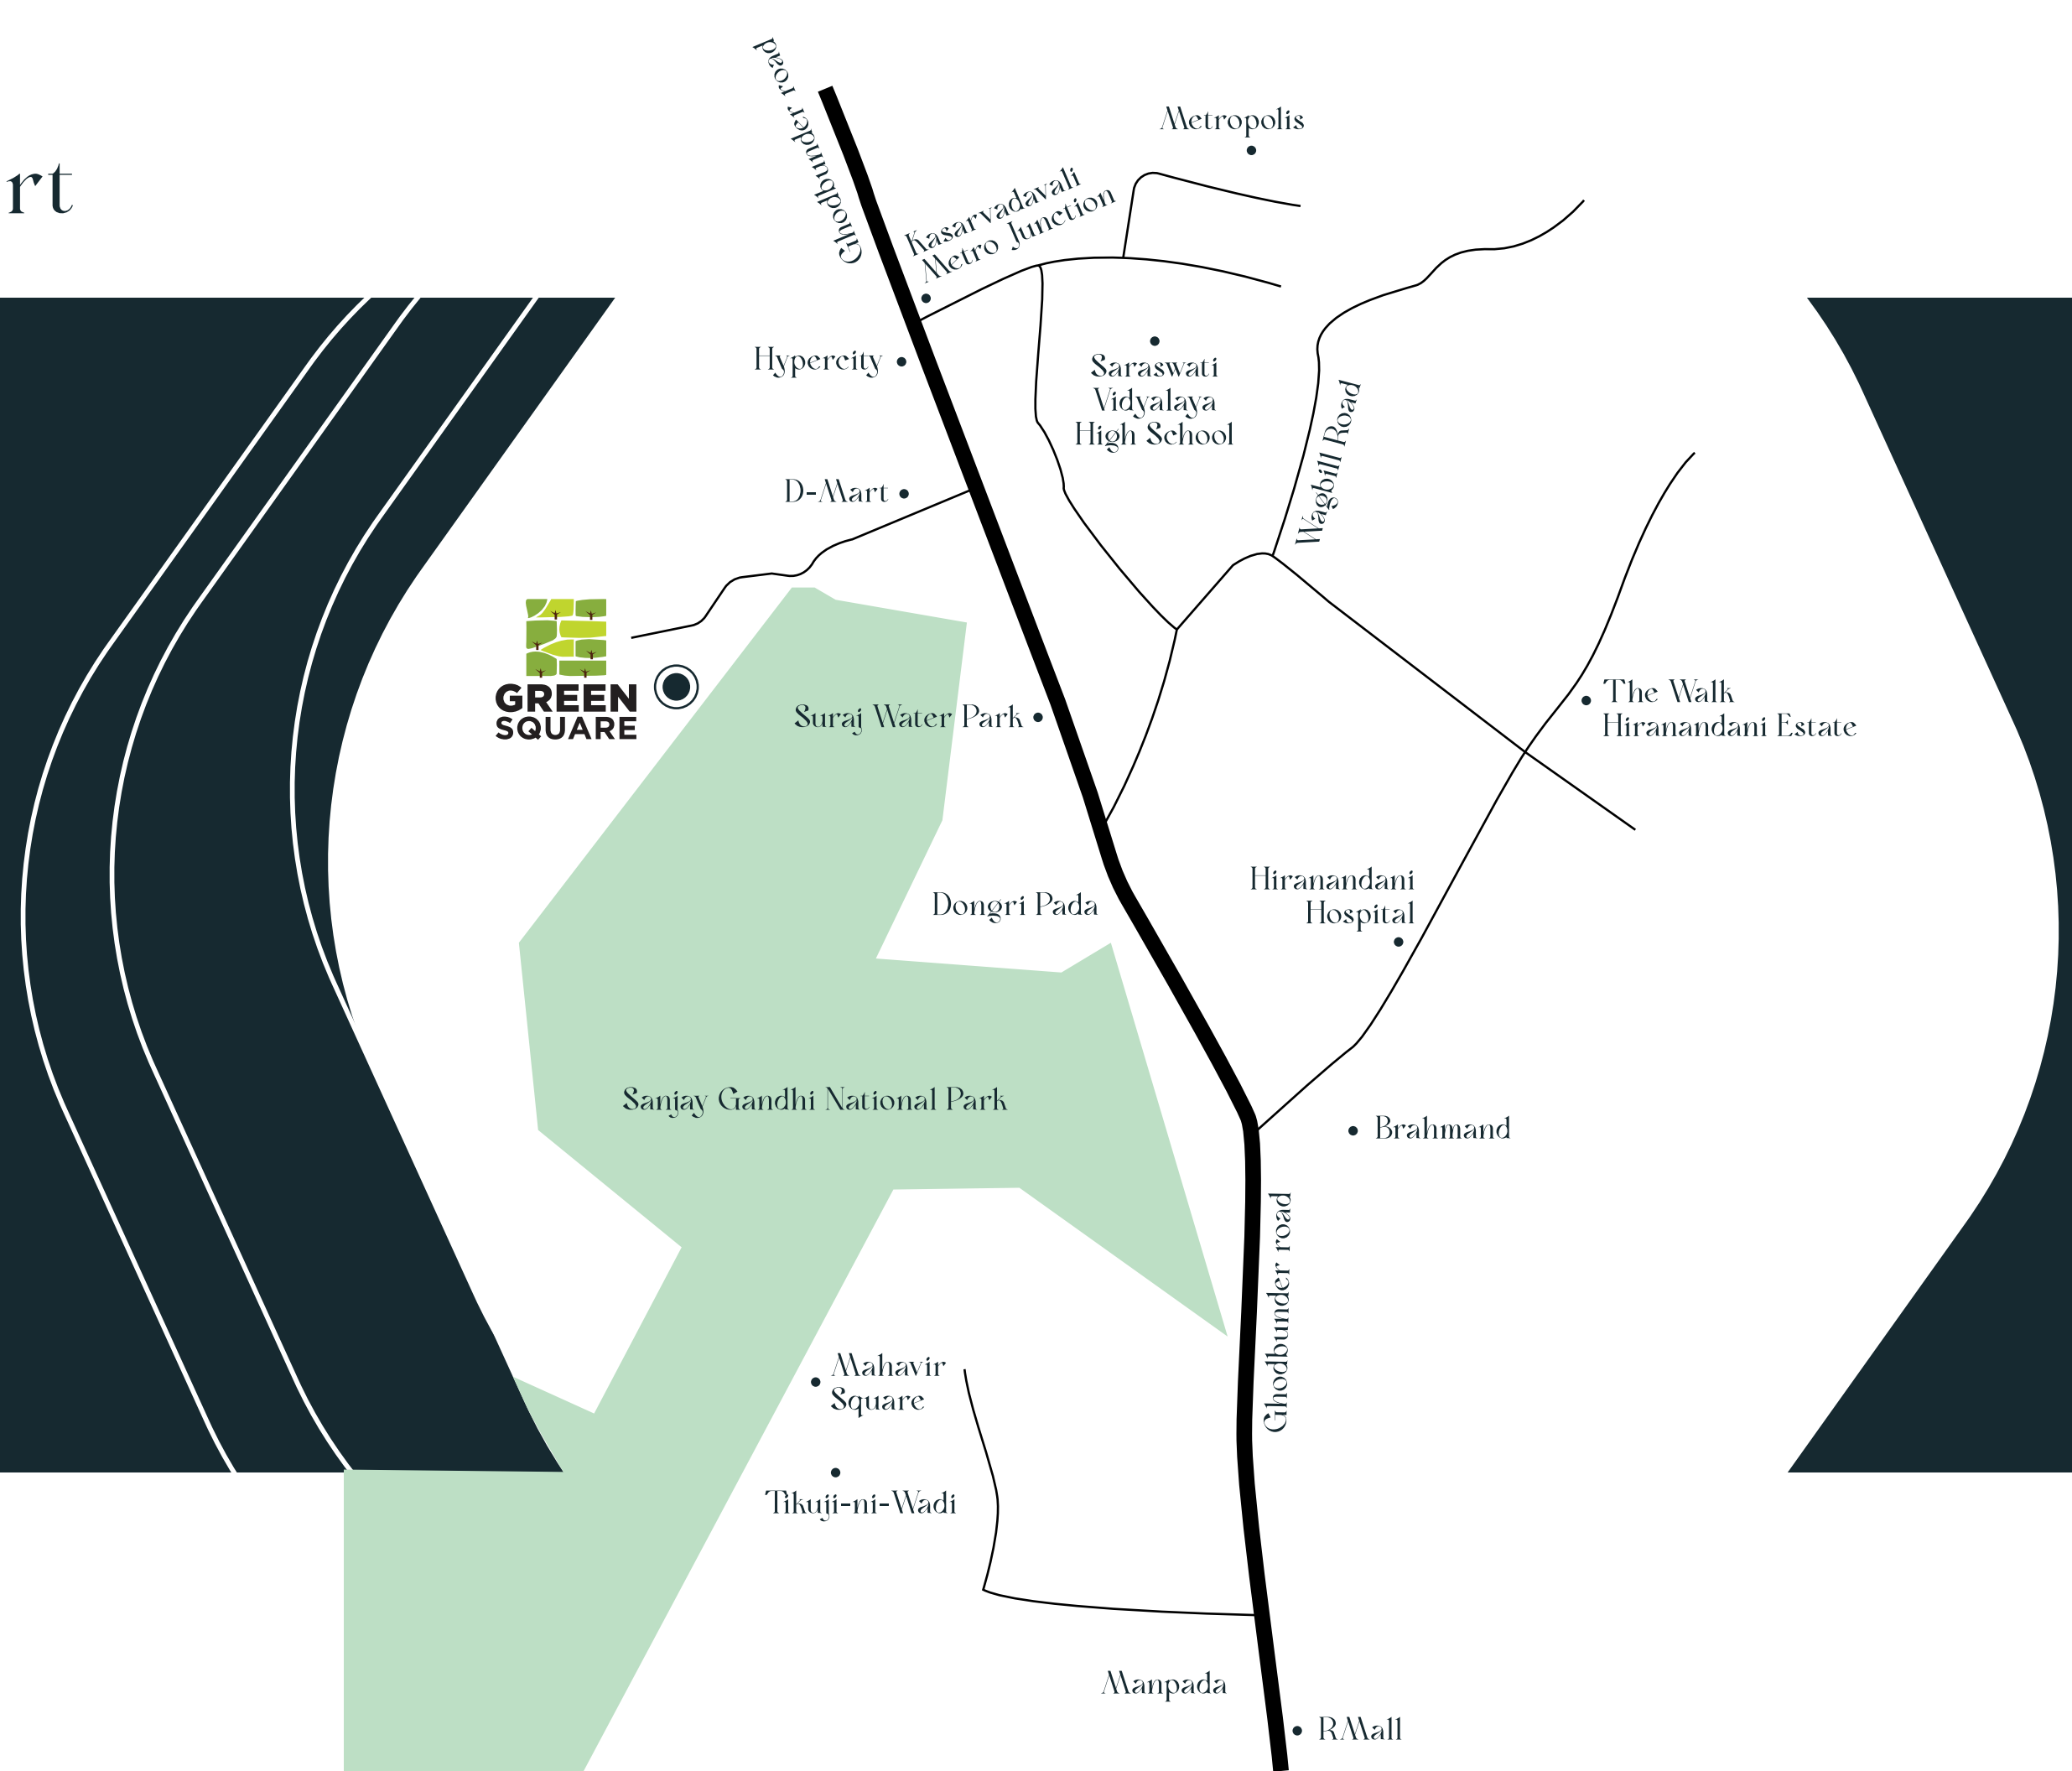 rt
Ghodbunder road
Metropolis
Kasarvadavali
Metro Junction
Hypercity
Saraswati
Vidyalaya
High School
Wagbill Road
D-Mart
GREEN
SQUARE
Suraj Water Park
The Walk
Hiranandani Estate
Dongri Pada
Hiranandani
Hospital
Sanjay Gandhi National Park
Brahmand
Ghodbunder road
Mahavir
Square
Tikuji-ni-Wadi
Manpada
RMall